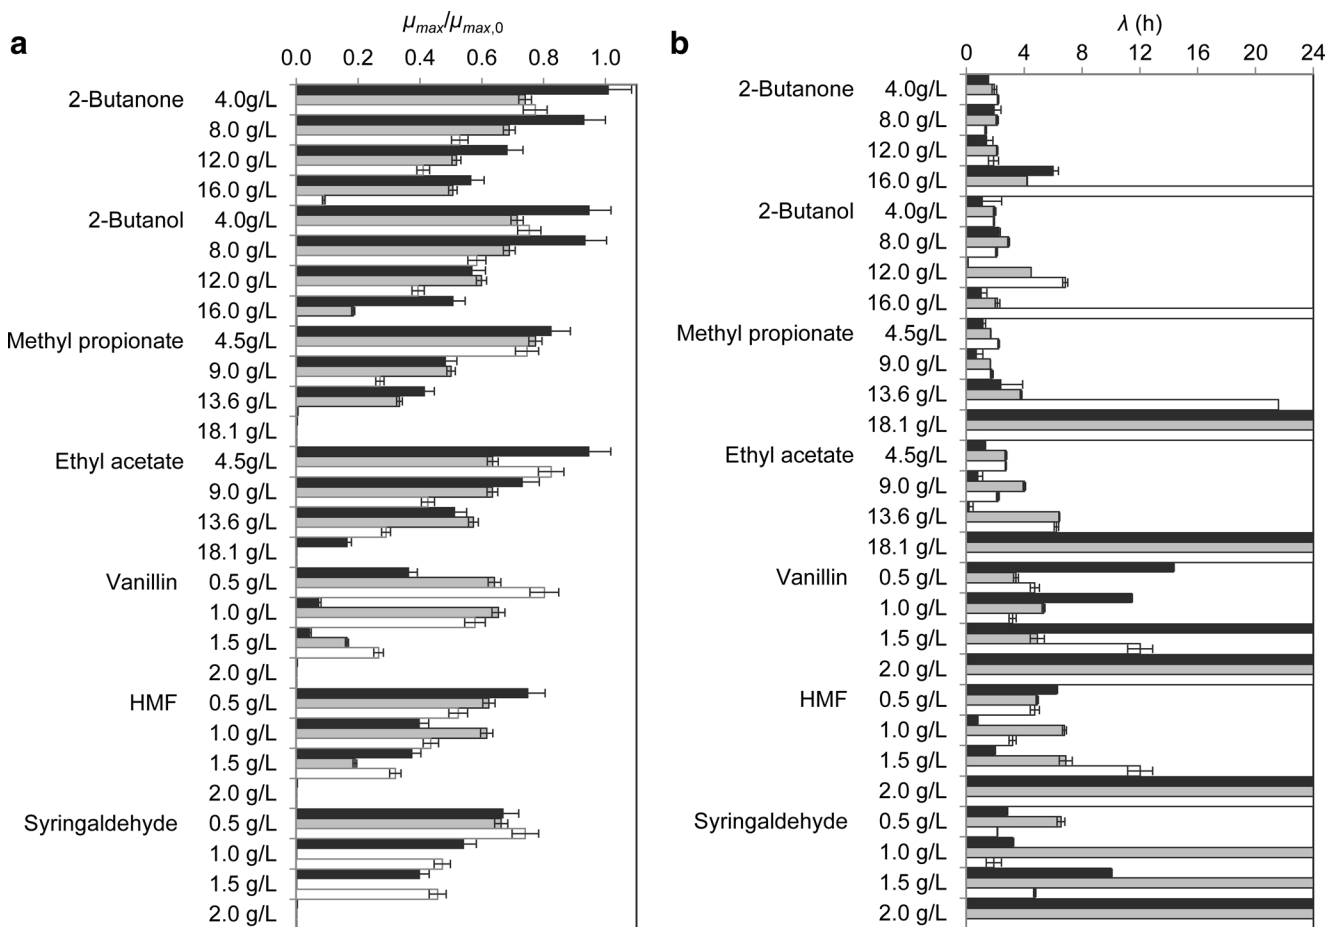 a
μmax/μmax,0
0.0 0.2 0.4 0.6 0.8 1.0
2-Butanone 4.0g/L
8.0 g/L
12.0 g/L
16.0 g/L
2-Butanol 4.0g/L
8.0 g/L
12.0 g/L
16.0 g/L
Methyl propionate 4.5g/L
9.0 g/L
13.6 g/L
18.1 g/L
Ethyl acetate 4.5g/L
9.0 g/L
13.6 g/L
18.1 g/L
Vanillin 0.5 g/L
1.0 g/L
1.5 g/L
2.0 g/L
HMF 0.5 g/L
1.0 g/L
1.5 g/L
2.0 g/L
Syringaldehyde 0.5 g/L
1.0 g/L
1.5 g/L
2.0 g/L
b
λ (h)
0 4 8 12 16 20 24
2-Butanone 4.0g/L
8.0 g/L
12.0 g/L
16.0 g/L
2-Butanol 4.0g/L
8.0 g/L
12.0 g/L
16.0 g/L
Methyl propionate 4.5g/L
9.0 g/L
13.6 g/L
18.1 g/L
Ethyl acetate 4.5g/L
9.0 g/L
13.6 g/L
18.1 g/L
Vanillin 0.5 g/L
1.0 g/L
1.5 g/L
2.0 g/L
HMF 0.5 g/L
1.0 g/L
1.5 g/L
2.0 g/L
Syringaldehyde 0.5 g/L
1.0 g/L
1.5 g/L
2.0 g/L